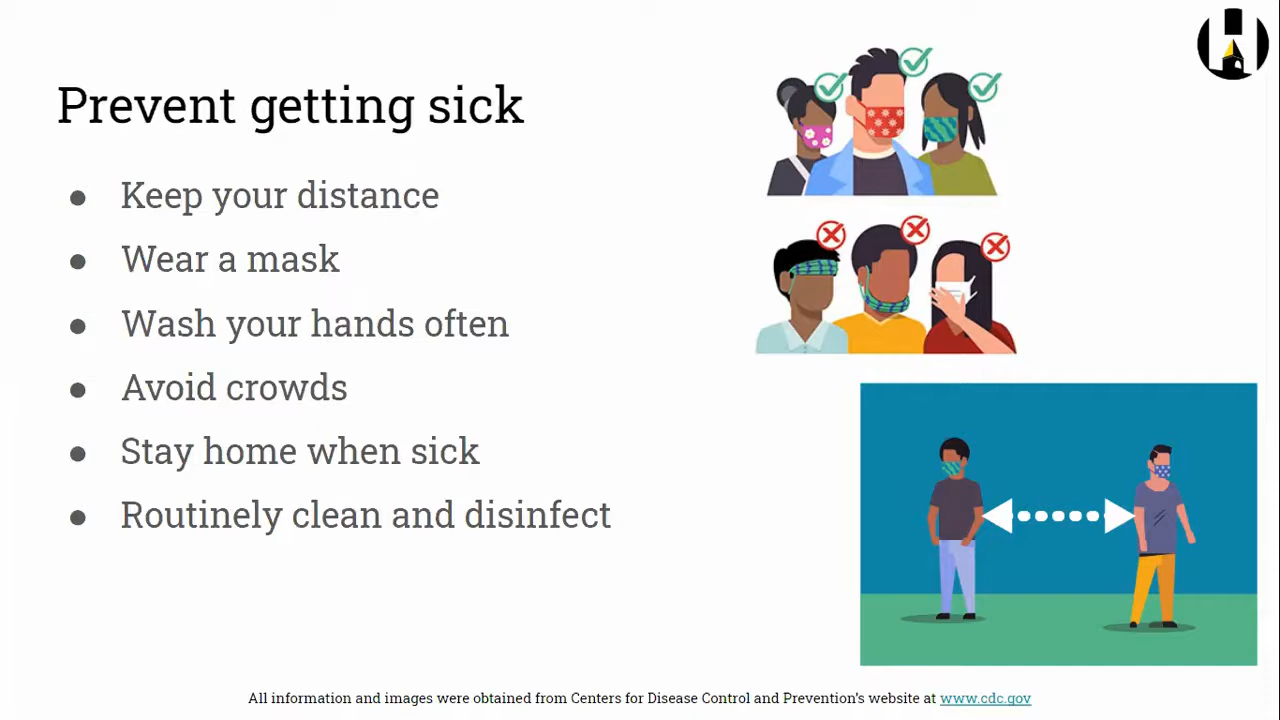 Prevent getting sick
● Keep your distance
● Wear a mask
● Wash your hands often
● Avoid crowds
● Stay home when sick
● Routinely clean and disinfect
All information and images were obtained from Centers for Disease Control and Prevention's website at www.cdc.gov